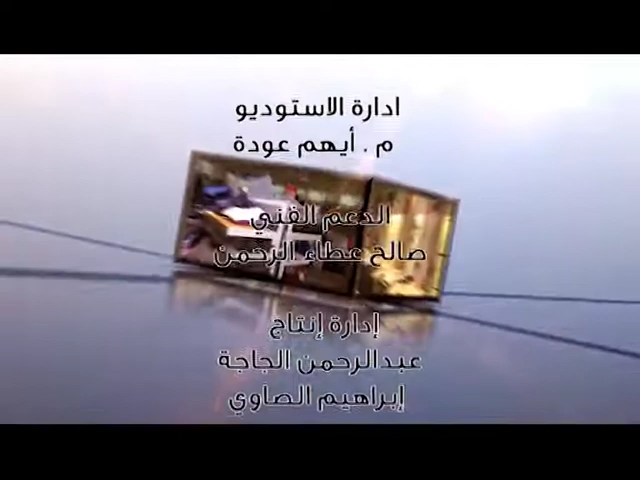 ادارة الاستوديو
م . أيهم عودة
الدعم الفني
صالح عطاء الرحمن
إدارة إنتاج
عبدالرحمن الجاجة
إبراهيم الصاوي